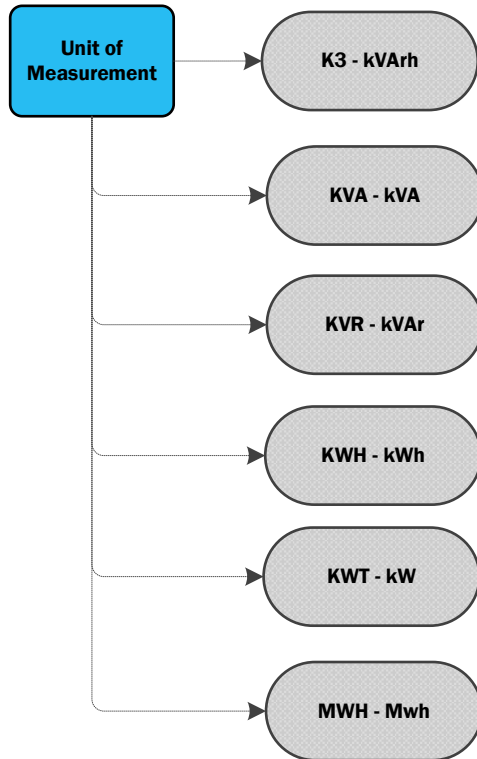 Unit of
Measurement
K3 - kVArh
KVA - kVA
KVR - kVAr
KWH - kWh
KWT - kW
MWH - Mwh